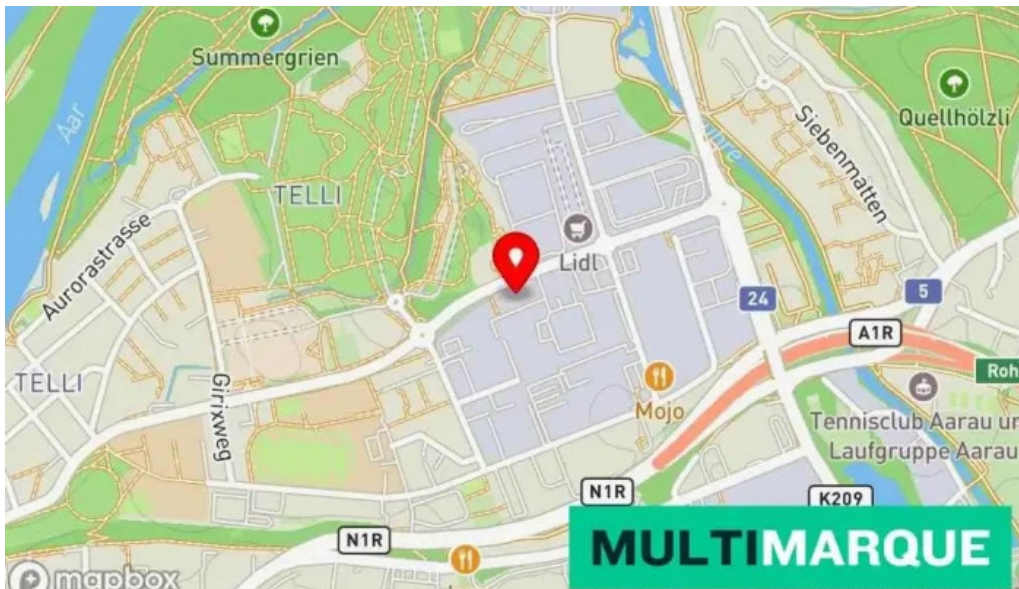 Summergrien
Aar
Quellhölzli
Siebenmatten
TELLI
Aurorastrasse
Lidl
24
5
A1R
Roh
TELLI
Girixweg
Mojo
Tennisclub Aarau un
Laufgruppe Aarau
N1R
K209
N1R
MULTIMARQUE
mapbox